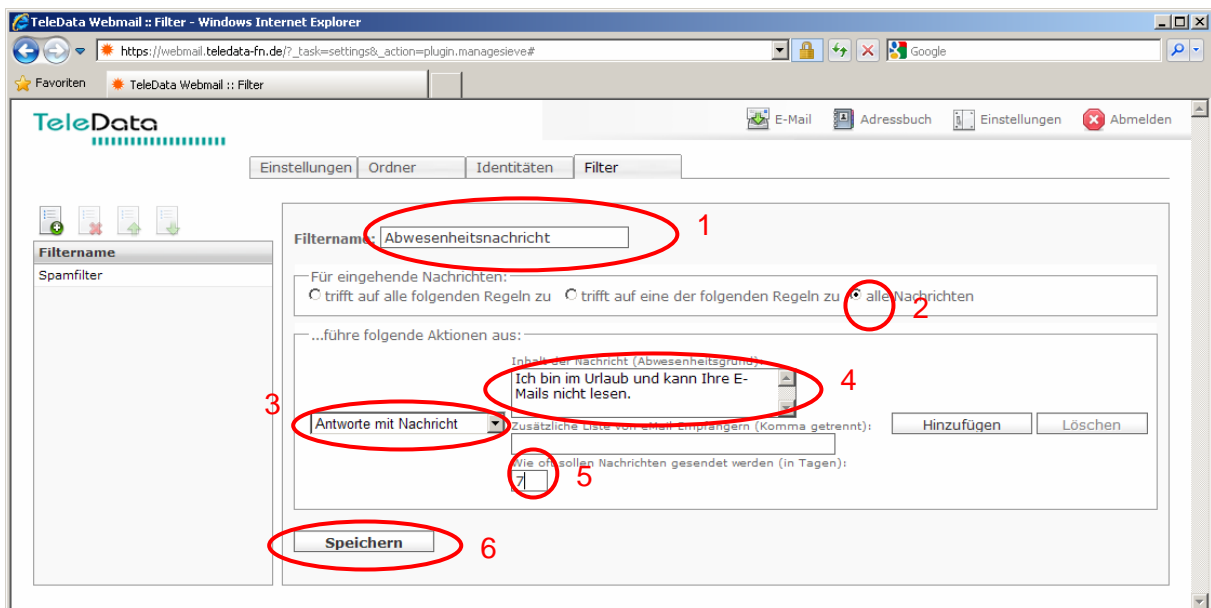 TeleData Webmail :: Filter - Windows Internet Explorer
https://webmail.teledata-fn.de/?_task=settings&_action=plugin.managesieve#
Google
Favoriten
TeleData Webmail :: Filter
TeleData
E-Mail
Adressbuch
Einstellungen
Abmelden
Einstellungen
Ordner
Identitäten
Filter
Filtername
Spamfilter
Filtername: Abwesenheitsnachricht
1
Für eingehende Nachrichten:
trifft auf alle folgenden Regeln zu
trifft auf eine der folgenden Regeln zu
alle Nachrichten
2
...führe folgende Aktionen aus:
Inhalt der Nachricht (Abwesenheitsgrund):
Ich bin im Urlaub und kann Ihre E-
Mails nicht lesen.
4
3
Antworte mit Nachricht
Zusätzliche Liste von eMail-Empfängern (Komma getrennt):
Hinzufügen
Löschen
Wie oft sollen Nachrichten gesendet werden (in Tagen):
7
5
Speichern
6